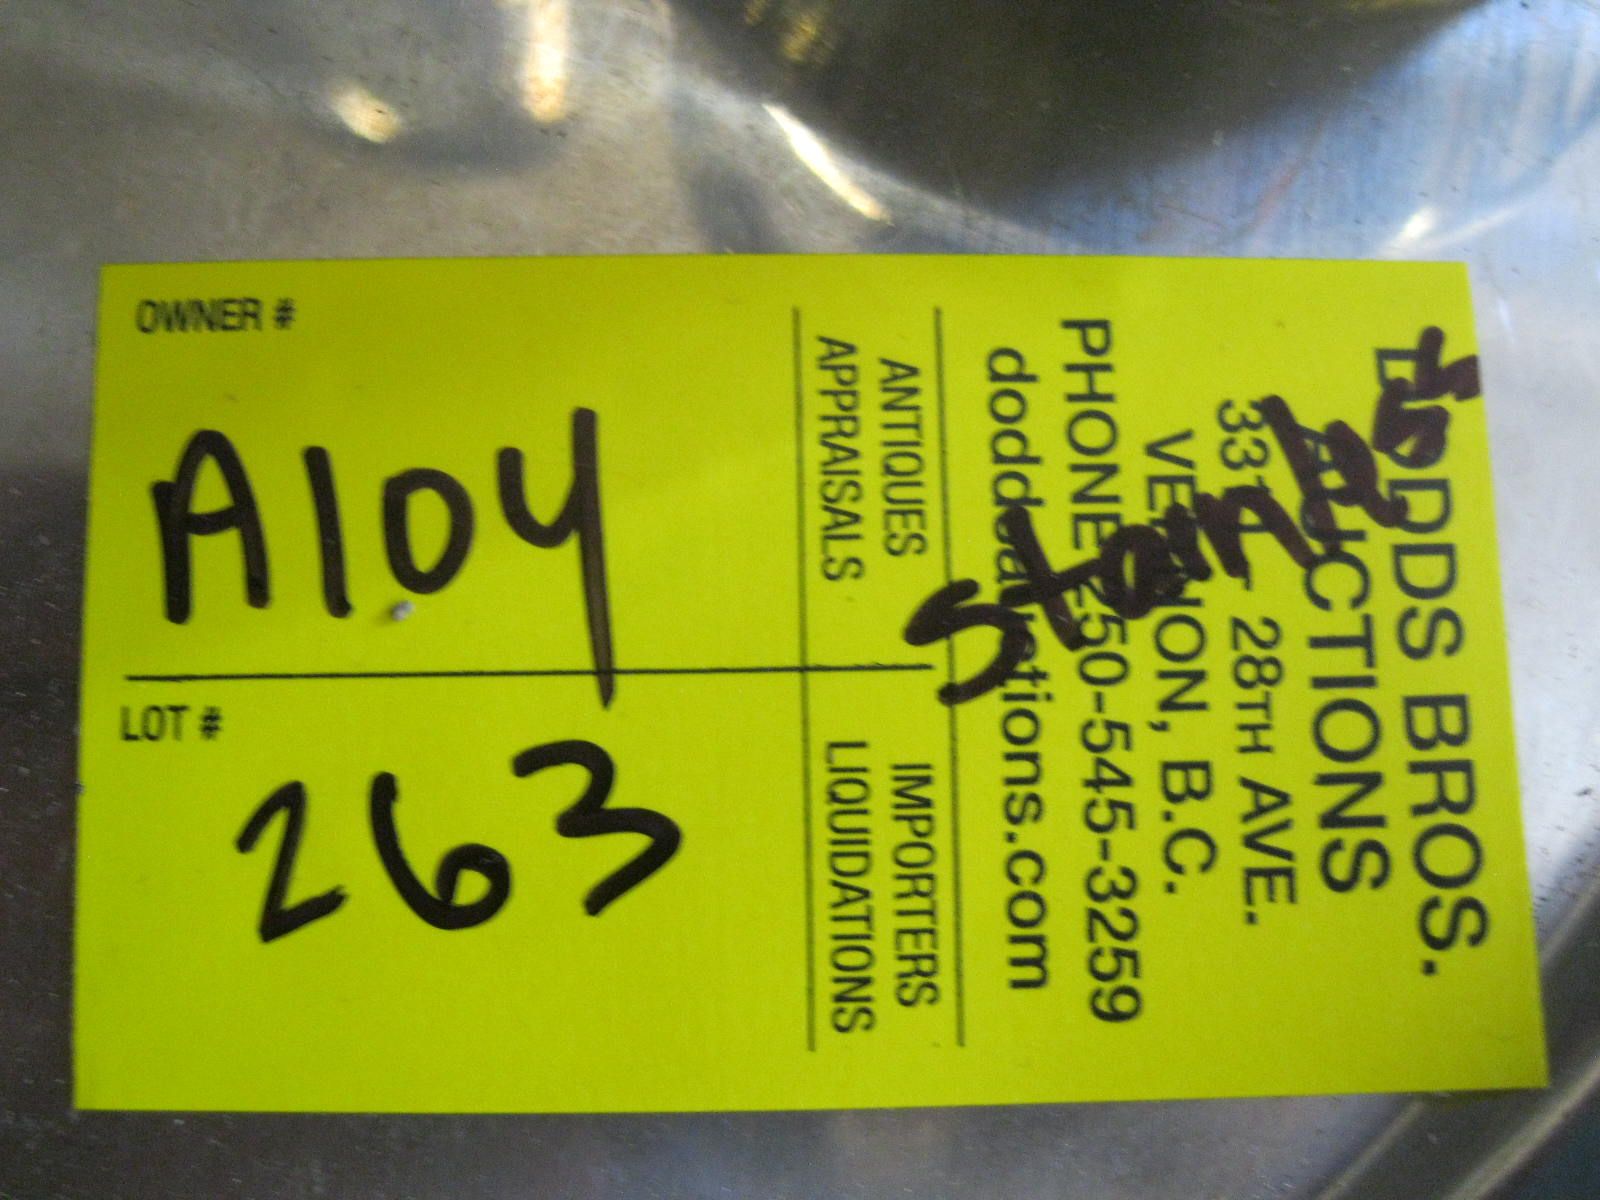 OWNER #
A104
LOT #
263
DODDS BROS.
AUCTIONS
28TH AVE.
VERNON, B.C.
PHONE 250-545-3259
doddsauctions.com
ANTIQUES
APPRAISALS
IMPORTERS
LIQUIDATIONS